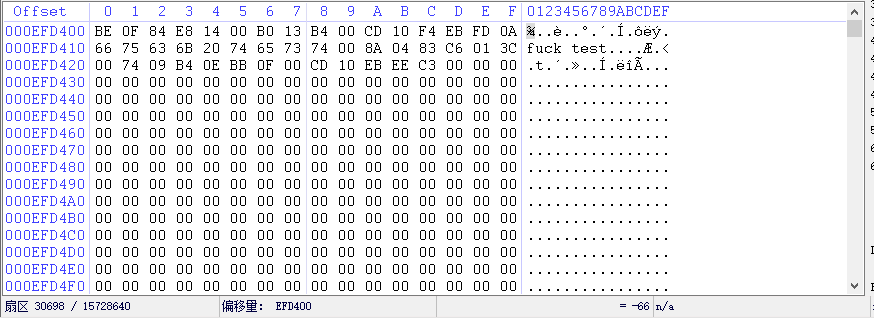 Offset 0 1 2 3 4 5 6 7 8 9 A B C D E F 0123456789ABCDEF
000EFD400 BE 0F 84 E8 14 00 B0 13 B4 00 CD 10 F4 EB FD 0A ¾..è..°.´.Í.ôëý.
000EFD410 66 75 63 6B 20 74 65 73 74 00 8A 04 83 C6 01 3C fuck test....Æ.<
000EFD420 00 74 09 B4 0E BB 0F 00 CD 10 EB EE C3 00 00 00 .t.´.»..Í.ëîÃ...
000EFD430 00 00 00 00 00 00 00 00 00 00 00 00 00 00 00 00 ................
000EFD440 00 00 00 00 00 00 00 00 00 00 00 00 00 00 00 00 ................
000EFD450 00 00 00 00 00 00 00 00 00 00 00 00 00 00 00 00 ................
000EFD460 00 00 00 00 00 00 00 00 00 00 00 00 00 00 00 00 ................
000EFD470 00 00 00 00 00 00 00 00 00 00 00 00 00 00 00 00 ................
000EFD480 00 00 00 00 00 00 00 00 00 00 00 00 00 00 00 00 ................
000EFD490 00 00 00 00 00 00 00 00 00 00 00 00 00 00 00 00 ................
000EFD4A0 00 00 00 00 00 00 00 00 00 00 00 00 00 00 00 00 ................
000EFD4B0 00 00 00 00 00 00 00 00 00 00 00 00 00 00 00 00 ................
000EFD4C0 00 00 00 00 00 00 00 00 00 00 00 00 00 00 00 00 ................
000EFD4D0 00 00 00 00 00 00 00 00 00 00 00 00 00 00 00 00 ................
000EFD4E0 00 00 00 00 00 00 00 00 00 00 00 00 00 00 00 00 ................
000EFD4F0 00 00 00 00 00 00 00 00 00 00 00 00 00 00 00 00 ................
扇区 30698 / 15728640 偏移量: EFD400 = -66 n/a